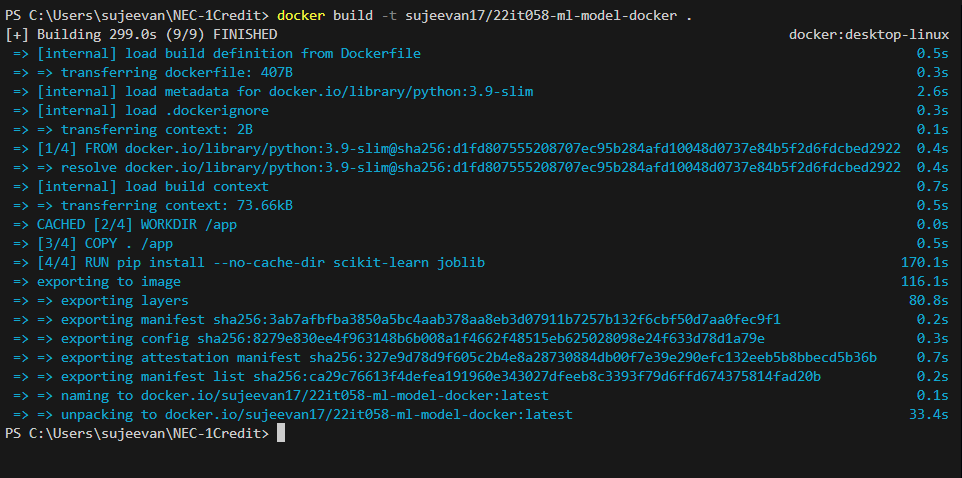 PS C:\Users\sujeevan\NEC-1Credit> docker build -t sujeevan17/22it058-ml-model-docker .
[+] Building 299.0s (9/9) FINISHED docker:desktop-linux
=> [internal] load build definition from Dockerfile 0.5s
=> => transferring dockerfile: 407B 0.3s
=> [internal] load metadata for docker.io/library/python:3.9-slim 2.6s
=> [internal] load .dockerignore 0.3s
=> => transferring context: 2B 0.1s
=> [1/4] FROM docker.io/library/python:3.9-slim@sha256:d1fd807555208707ec95b284afd10048d0737e84b5f2d6fdcbed2922 0.4s
=> => resolve docker.io/library/python:3.9-slim@sha256:d1fd807555208707ec95b284afd10048d0737e84b5f2d6fdcbed2922 0.4s
=> [internal] load build context 0.7s
=> => transferring context: 73.66kB 0.5s
=> CACHED [2/4] WORKDIR /app 0.0s
=> [3/4] COPY . /app 0.5s
=> [4/4] RUN pip install --no-cache-dir scikit-learn joblib 170.1s
=> exporting to image 116.1s
=> => exporting layers 80.8s
=> => exporting manifest sha256:3ab7afbfba3850a5bc4aab378aa8eb3d07911b7257b132f6cbf50d7aa0fec9f1 0.2s
=> => exporting config sha256:8279e830ee4f963148b6b008a1f4662f48515eb625028098e24f633d78d1a79e 0.3s
=> => exporting attestation manifest sha256:327e9d78d9f605c2b4e8a28730884db00f7e39e290efc132eeb5b8bbecd5b36b 0.7s
=> => exporting manifest list sha256:ca29c76613f4defea191960e343027dfeeb8c3393f79d6ffd674375814fad20b 0.2s
=> => naming to docker.io/sujeevan17/22it058-ml-model-docker:latest 0.1s
=> => unpacking to docker.io/sujeevan17/22it058-ml-model-docker:latest 33.4s
PS C:\Users\sujeevan\NEC-1Credit>